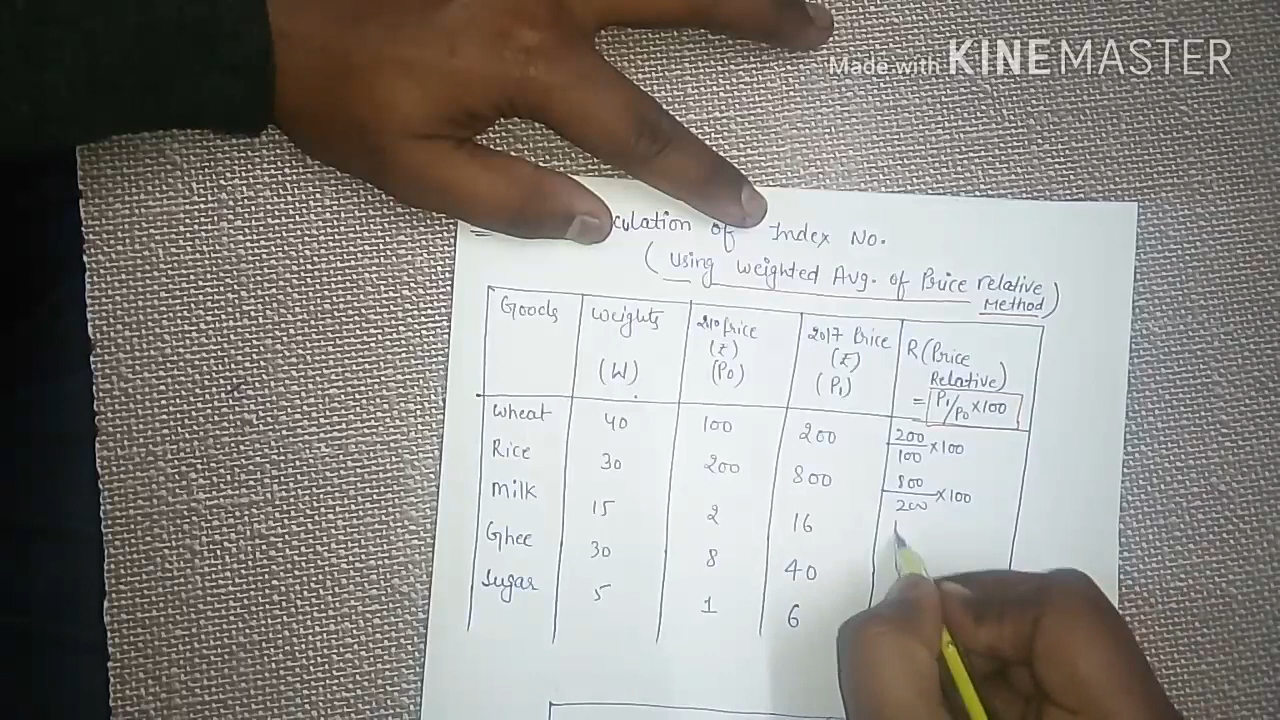 Made with KINEMASTER
culation of Index No.
(Using weighted Avg. of Price relative
Method)
Goods Weights (W) 2010 Price (₹) (P0) 2017 Price (₹) (P1) R (Price Relative) = P1/P0 × 100
Wheat 40 100 200 200/100 × 100
Rice 30 200 800 800/200 × 100
Milk 15 2 16
Ghee 30 8 40
Sugar 5 1 6